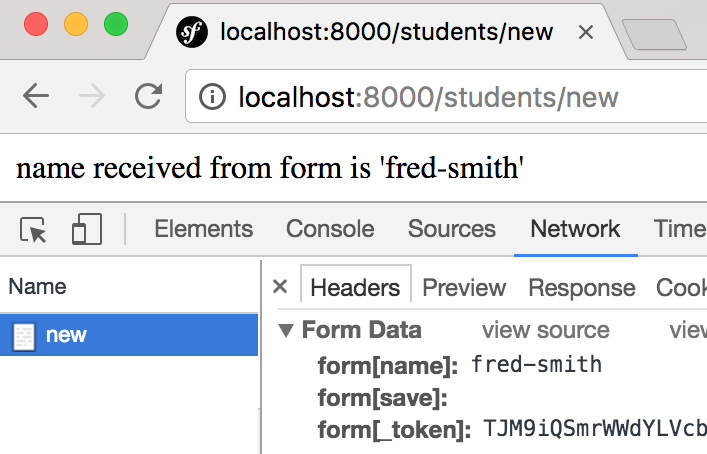 sf localhost:8000/students/new
localhost:8000/students/new
name received from form is 'fred-smith'
Elements Console Sources Network Time
Name
Headers Preview Response Cook
new
Form Data view source view
form[name]: fred-smith
form[save]:
form[_token]: TJM9iQSmrWWdYLVcb